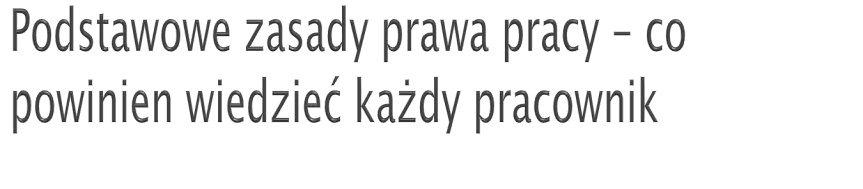 Podstawowe zasady prawa pracy – co
powinien wiedzieć każdy pracownik